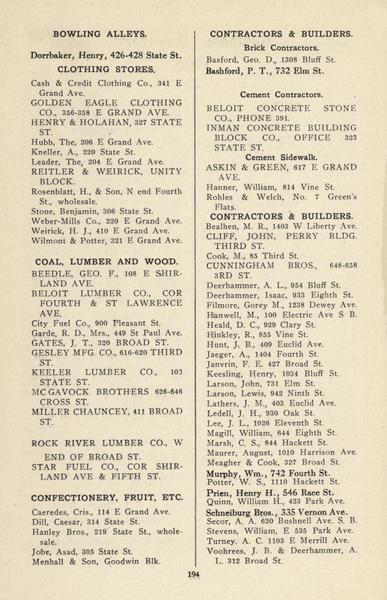 BOWLING ALLEYS.
Dorrbaker, Henry, 426-428 State St.
CLOTHING STORES.
Cash & Credit Clothing Co., 341 E
Grand Ave.
GOLDEN EAGLE CLOTHING
CO., 356-358 E GRAND AVE.
HENRY & HOLAHAN, 327 STATE
ST.
Hubb, The, 206 E Grand Ave.
Kneller, A., 220 State St.
Leader, The, 204 E Grand Ave.
REITLER & WEIRICK, UNITY
BLOCK.
Rosenblatt, H., & Son, N end Fourth
St., wholesale.
Stone, Benjamin, 306 State St.
Weber-Mills Co., 220 E Grand Ave.
Weirick, H. J., 410 E Grand Ave.
Wilmont & Potter, 321 E Grand Ave.
COAL, LUMBER AND WOOD.
BEEDLE, GEO. F., 108 E SHIR-
LAND AVE.
BELOIT LUMBER CO., COR
FOURTH & ST LAWRENCE
AVE.
City Fuel Co., 900 Pleasant St.
Garde, R. D., Mrs., 449 St Paul Ave.
GATES, J. T., 320 BROAD ST.
GESLEY MFG. CO., 616-620 THIRD
ST.
KEELER LUMBER CO., 103
STATE ST.
MC GAVOCK BROTHERS 626-646
CROSS ST.
MILLER CHAUNCEY, 411 BROAD
ST.
ROCK RIVER LUMBER CO., W
END OF BROAD ST.
STAR FUEL CO., COR SHIR-
LAND AVE & FIFTH ST.
CONFECTIONERY, FRUIT, ETC.
Caeredes, Cris, 114 E Grand Ave.
Dill, Caesar, 314 State St.
Hanley Bros., 219 State St., whole-
sale.
Jobe, Asad, 305 State St.
Menhall & Son, Goodwin Blk.
CONTRACTORS & BUILDERS.
Brick Contractors.
Basford, Geo. D., 1308 Bluff St.
Bashford, P. T., 732 Elm St.
Cement Contractors.
BELOIT CONCRETE STONE
CO., PHONE 391.
INMAN CONCRETE BUILDING
BLOCK CO., OFFICE 323
STATE ST.
Cement Sidewalk.
ASKIN & GREEN, 617 E GRAND
AVE.
Hanner, William, 814 Vine St.
Rohles & Welch, No. 7 Green's
Flats.
CONTRACTORS & BUILDERS.
Bealhen, M. R., 1403 W Liberty Ave.
CLIFF, JOHN, PERRY BLDG.
THIRD ST.
Cook, M., 85 Third St.
CUNNINGHAM BROS., 648-658
3RD ST.
Deerhammer, A. L., 954 Bluff St.
Deerhammer, Isaac, 933 Eighth St.
Filmore, Gorey M., 1238 Dewey Ave.
Hanwell, M., 100 Electric Ave S B.
Heald, C. D., 929 Clary St.
Hinkley, R., 855 Vine St.
Hunt, J. B., 409 Euclid Ave.
Jaeger, A., 1404 Fourth St.
Janvrin, F. E. 427 Broad St.
Keesling, Henry, 1034 Bluff St.
Larson, John, 731 Elm St.
Larson, Lewis, 942 Ninth St.
Lathers, J. M., 403 Euclid Ave.
Ledell, J. H., 930 Oak St.
Lee, J. L., 1026 Eleventh St.
Magill, William, 644 Eighth St.
Marsh, C. S., 844 Hackett St.
Maurer, August, 1010 Harrison Ave.
Meagher & Cook, 327 Broad St.
Murphy, Wm., 742 Fourth St.
Potter, W. S., 1110 Hackett St.
Prien, Henry H., 546 Race St.
Quinn, William H., 423 Park Ave.
Schneiburg Bros., 335 Vernon Ave.
Secor, A. A. 620 Bushnell Ave. S. B.
Stevens, William, E 535 Park Ave.
Turney. A. C. 1103 E Merrill Ave.
Voohrees, J. B. & Deerhammer, A.
L. 312 Broad St.
194